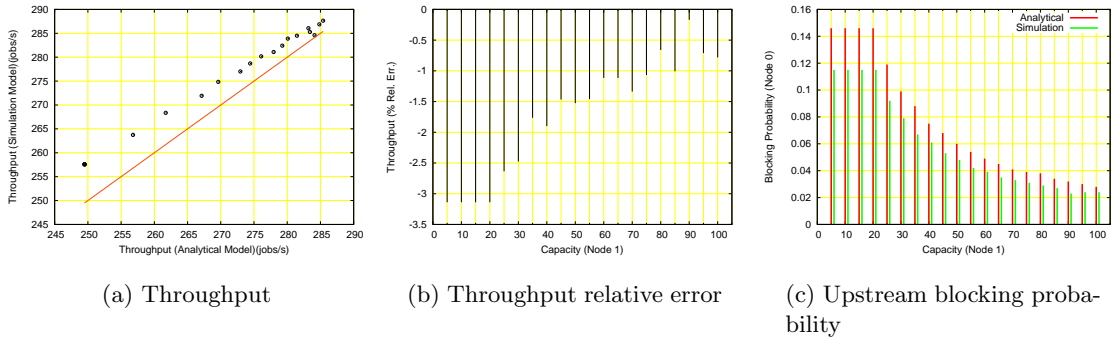 290
285
280
275
270
265
260
255
250
245
Throughput (Simulation Model)(jobs/s)
245 250 255 260 265 270 275 280 285 290
Throughput (Analytical Model)(jobs/s)
(a) Throughput
0
-0.5
-1
-1.5
-2
-2.5
-3
-3.5
Throughput (% Rel. Err.)
0 10 20 30 40 50 60 70 80 90 100
Capacity (Node 1)
(b) Throughput relative error
0.16
0.14
0.12
0.1
0.08
0.06
0.04
0.02
0
Blocking Probability (Node 0)
Analytical
Simulation
0 10 20 30 40 50 60 70 80 90 100
Capacity (Node 1)
(c) Upstream blocking proba-
bility